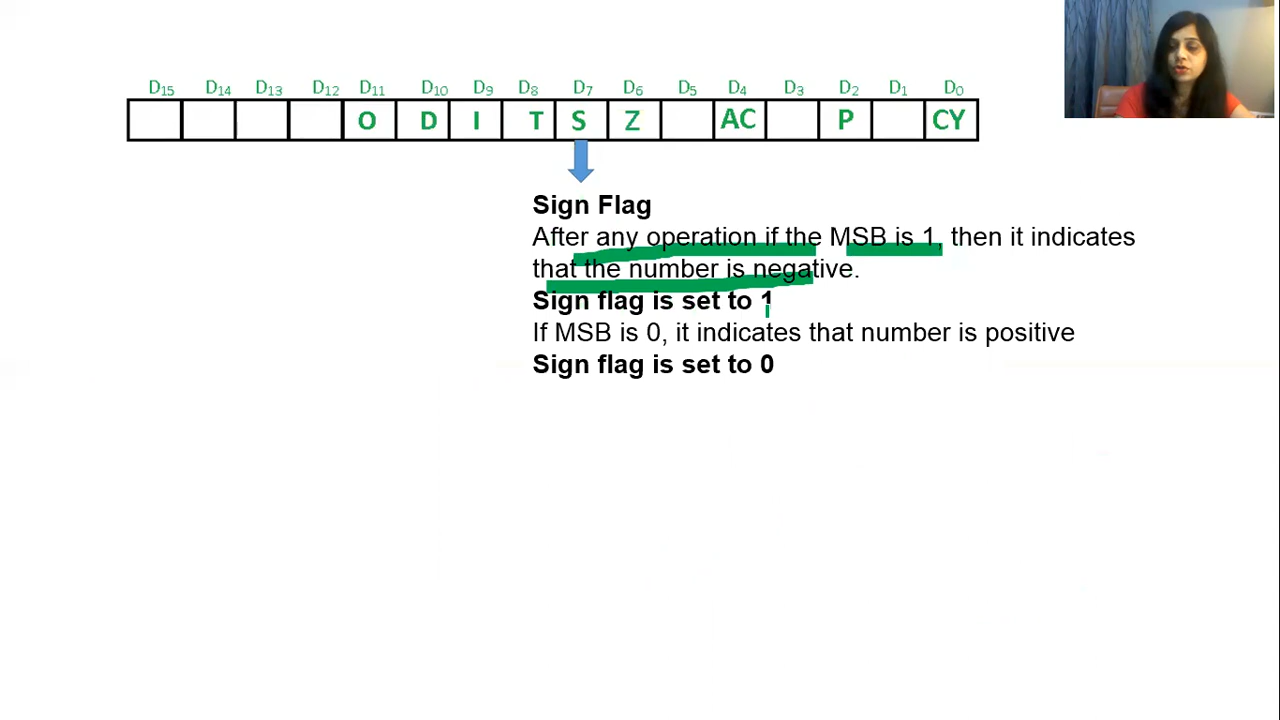 D15 D14 D13 D12 D11 D10 D9 D8 D7 D6 D5 D4 D3 D2 D1 D0
O D I T S Z AC P CY
Sign Flag
After any operation if the MSB is 1, then it indicates
that the number is negative.
Sign flag is set to 1
If MSB is 0, it indicates that number is positive
Sign flag is set to 0